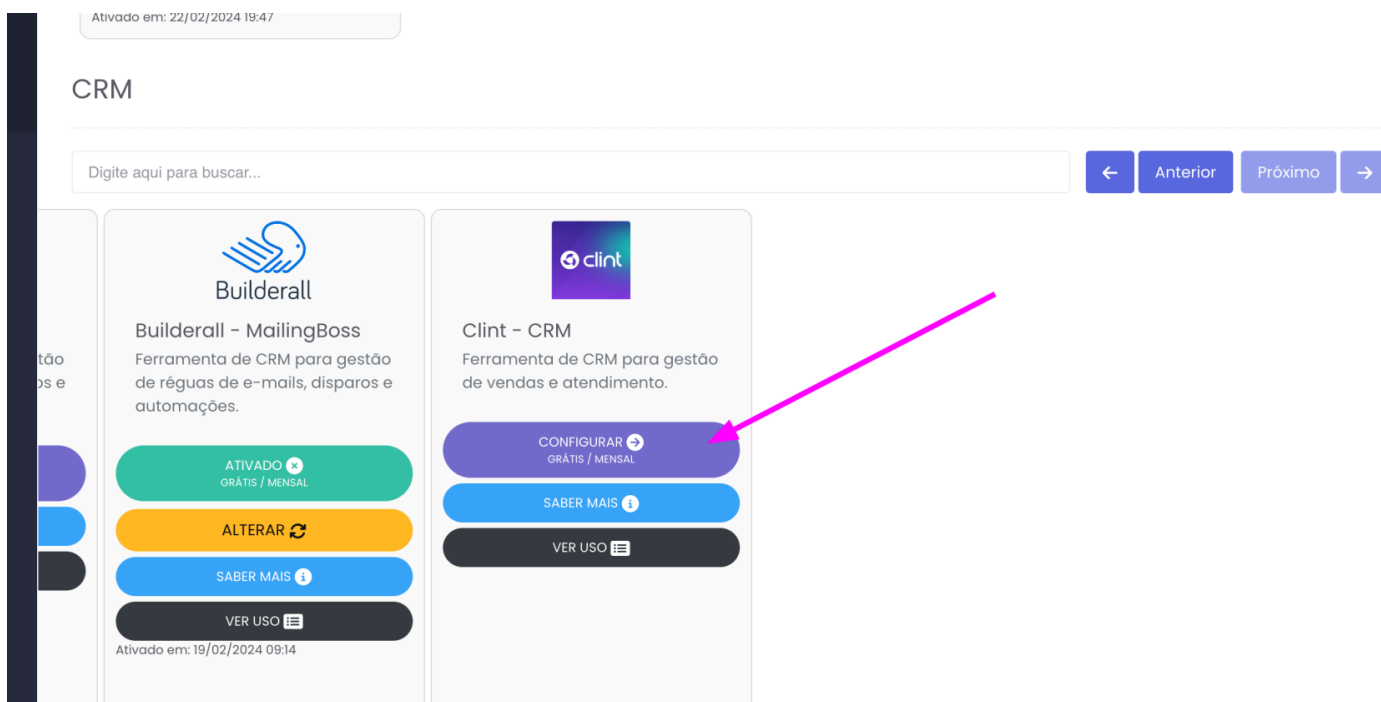 Ativado em: 22/02/2024 19:47
CRM
Digite aqui para buscar...
Anterior
Próximo
tão
os e
Builderall
Builderall - MailingBoss
Ferramenta de CRM para gestão
de réguas de e-mails, disparos e
automações.
ATIVADO
GRÁTIS / MENSAL
ALTERAR
SABER MAIS
VER USO
Ativado em: 19/02/2024 09:14
clint
Clint - CRM
Ferramenta de CRM para gestão
de vendas e atendimento.
CONFIGURAR
GRÁTIS / MENSAL
SABER MAIS
VER USO